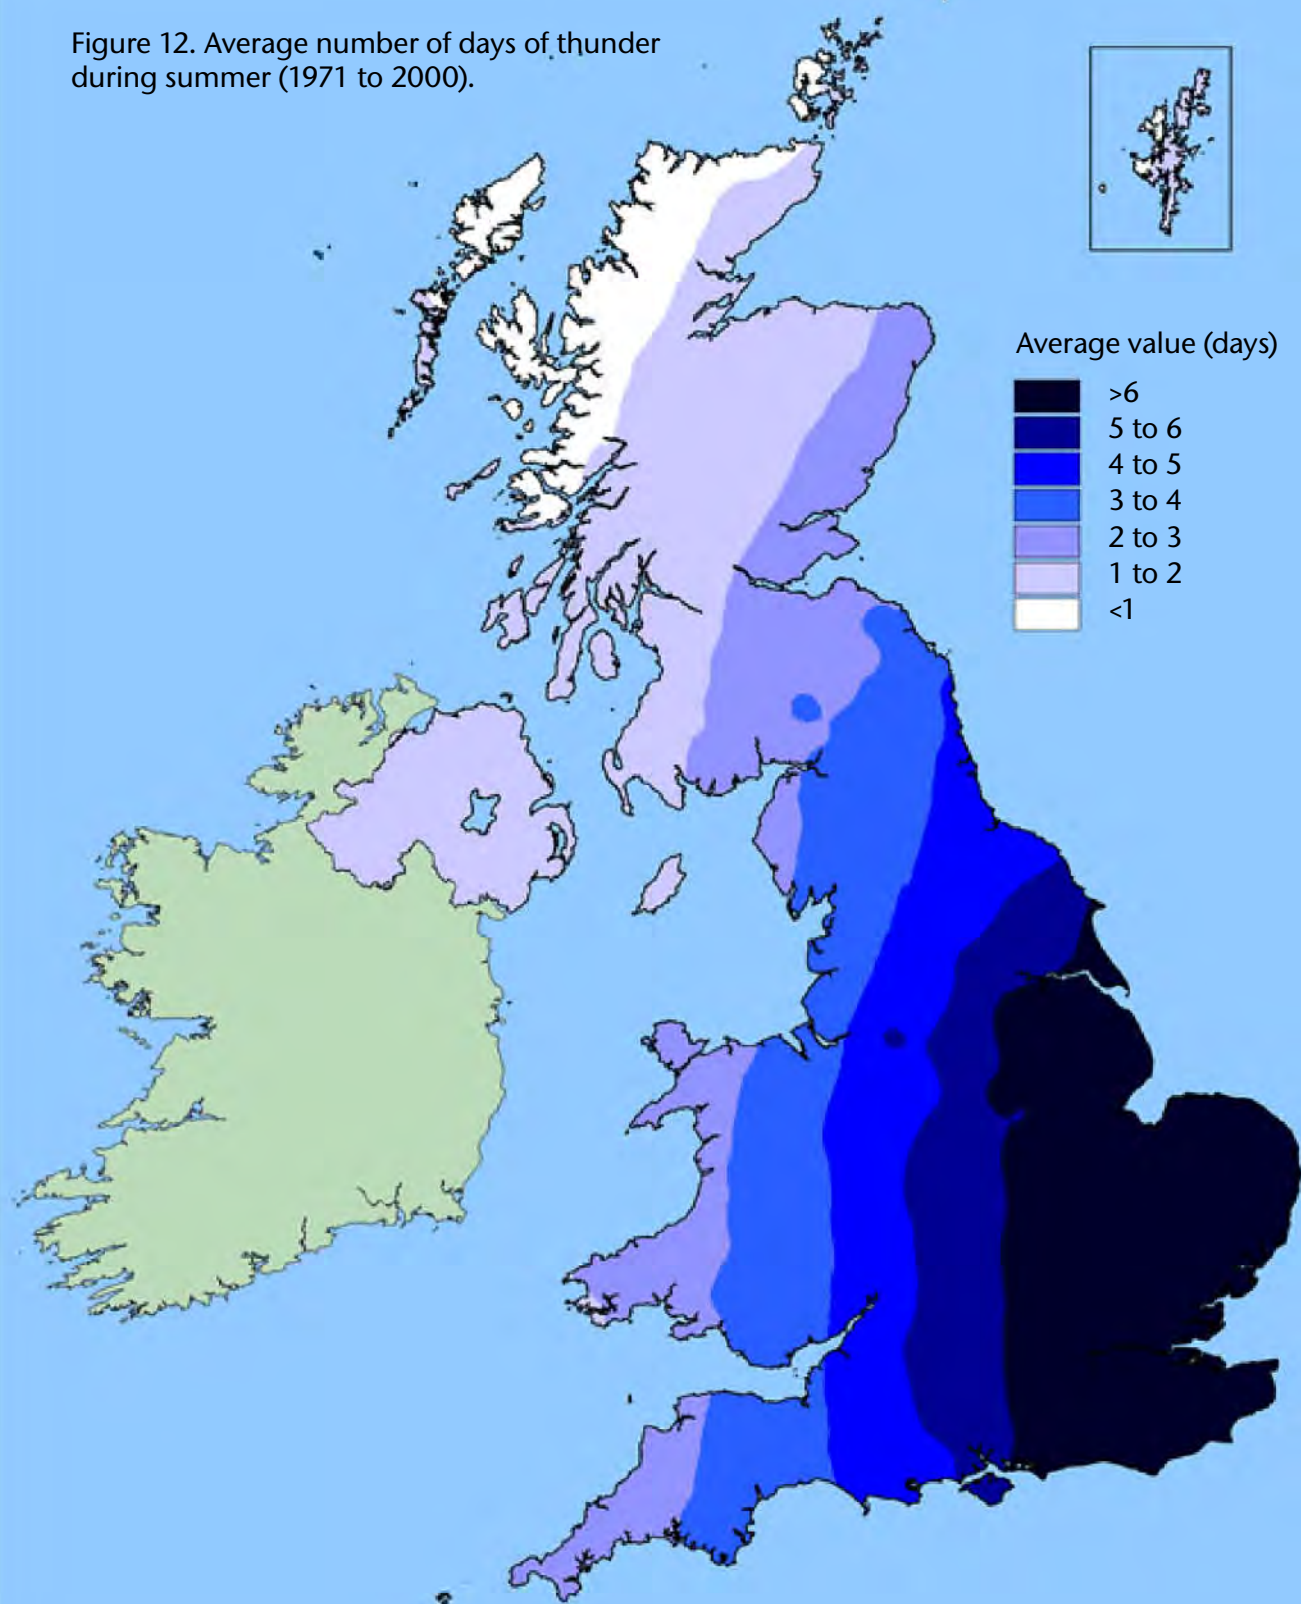 Figure 12. Average number of days of thunder
during summer (1971 to 2000).
Average value (days)
>6
5 to 6
4 to 5
3 to 4
2 to 3
1 to 2
<1